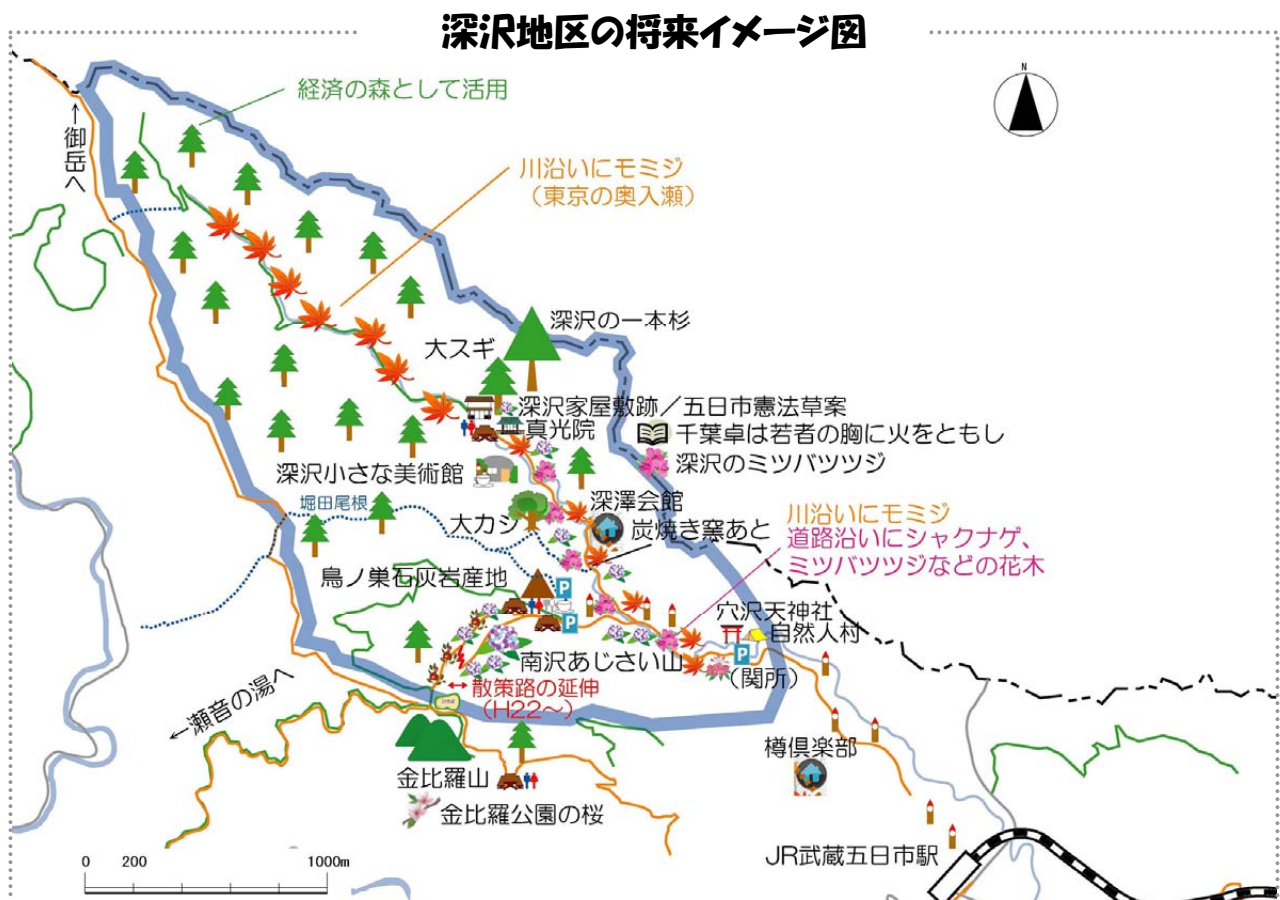 深沢地区の将来イメージ図
N
経済の森として活用
←御岳へ
川沿いにモミジ
（東京の奥入瀬）
深沢の一本杉
大スギ
深沢家屋敷跡／五日市憲法草案
真光院
千葉卓は若者の胸に火をともし
深沢小さな美術館
深沢のミツバツツジ
堀田尾根
大カシ
深澤会館
炭焼き窯あと
川沿いにモミジ
道路沿いにシャクナゲ、
ミツバツツジなどの花木
鳥ノ巣石灰岩産地
P
P
穴沢天神社
自然人村
南沢あじさい山
P
（関所）
散策路の延伸
（H22〜）
←瀬音の湯へ
樽倶楽部
金比羅山
金比羅公園の桜
JR武蔵五日市駅
0 200 1000m